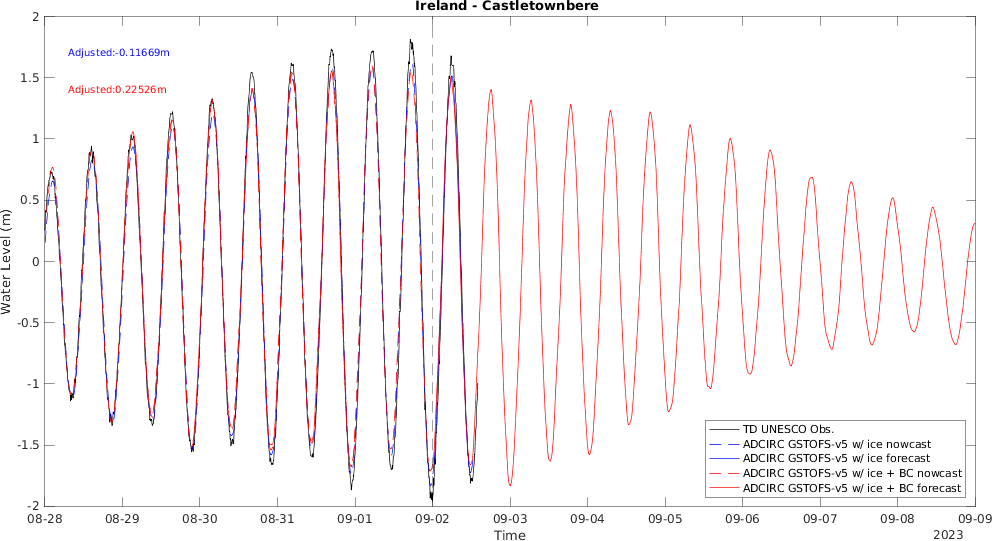 Ireland - Castletownbere
Adjusted:-0.11669m
Adjusted:0.22526m
2
1.5
1
0.5
0
-0.5
-1
-1.5
-2
Water Level (m)
TD UNESCO Obs.
ADCIRC GSTOFS-v5 w/ ice nowcast
ADCIRC GSTOFS-v5 w/ ice forecast
ADCIRC GSTOFS-v5 w/ ice + BC nowcast
ADCIRC GSTOFS-v5 w/ ice + BC forecast
08-28 08-29 08-30 08-31 09-01 09-02 09-03 09-04 09-05 09-06 09-07 09-08 09-09
Time
2023